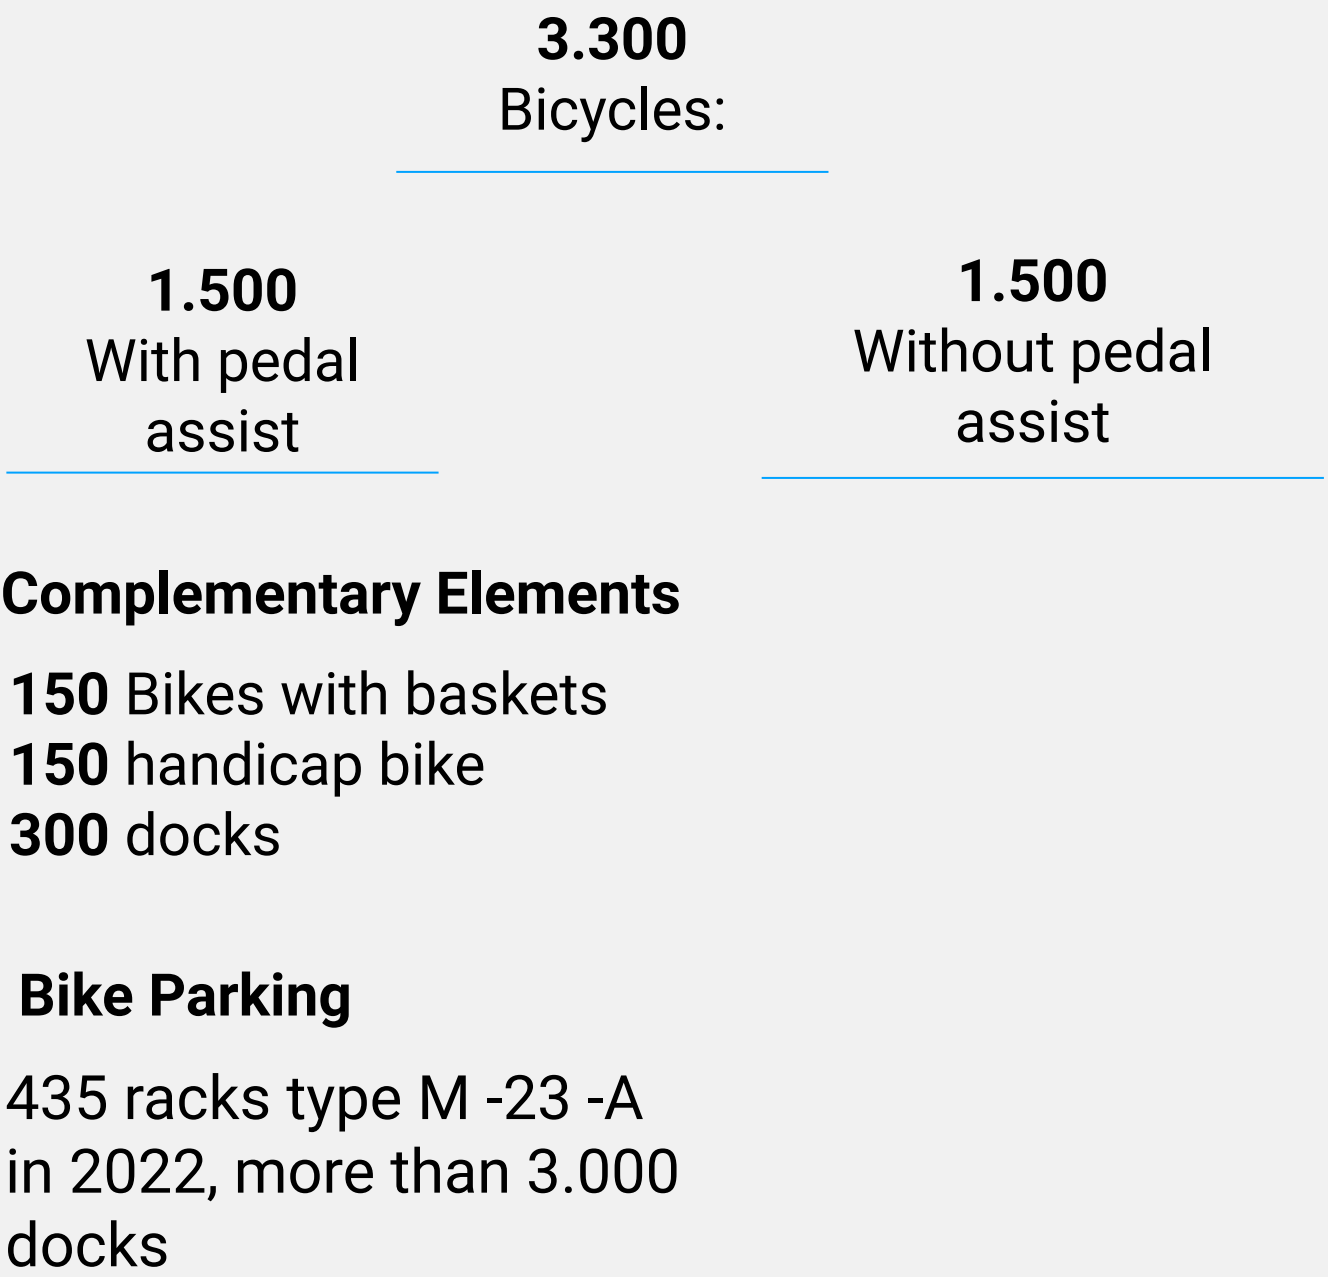 3.300
Bicycles:
1.500
With pedal
assist
1.500
Without pedal
assist
Complementary Elements
150 Bikes with baskets
150 handicap bike
300 docks
Bike Parking
435 racks type M -23 -A
in 2022, more than 3.000
docks